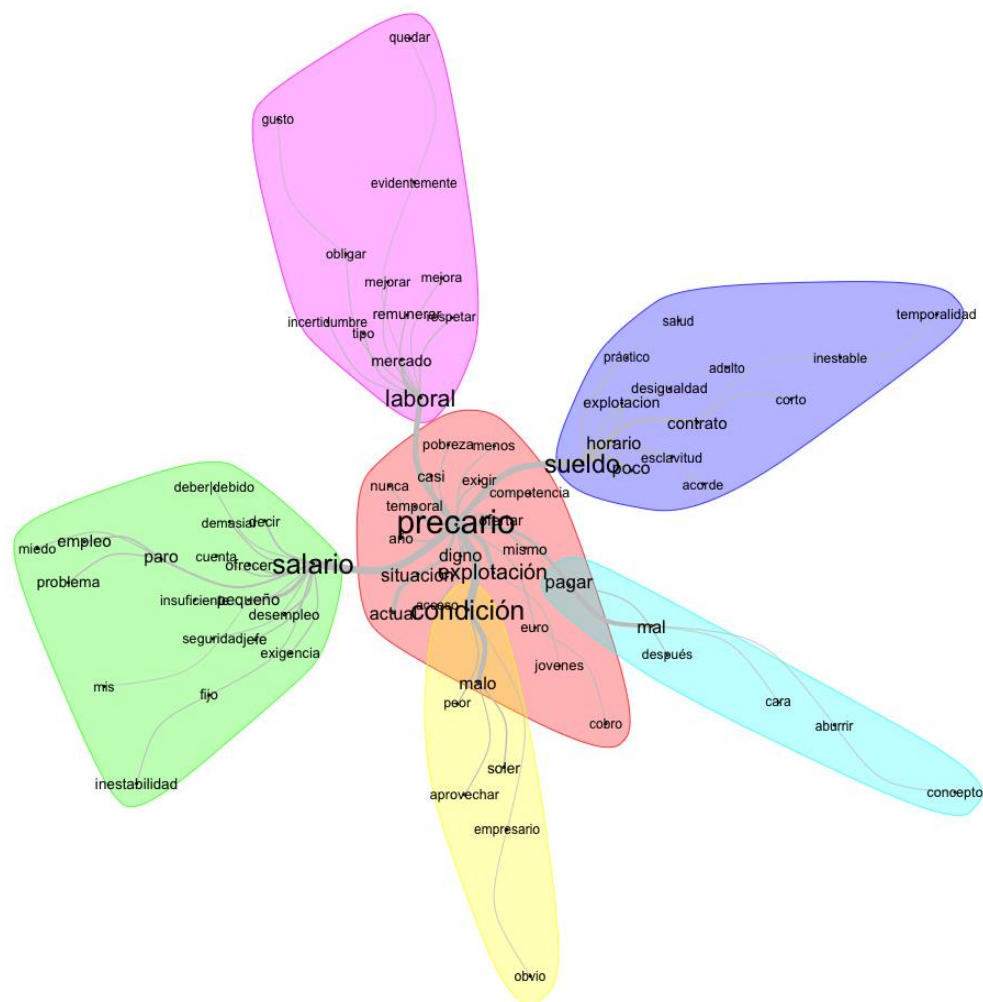 quedar
gusto
evidentemente
obligar
mejorar
mejora
incertidumbre
remunerar
respetar
tipo
mercado
laboral
salud
temporalidad
práctico
inestable
adulto
desigualdad
explotacion
corto
contrato
horario
sueldo
poco
esclavitud
acorde
pobreza
menos
casi
exigir
nunca
competencia
temporal
precario
ofertar
año
mismo
digno
situación
explotación
pagar
actual
acceso
condición
euro
jovenes
cobro
mal
después
cara
aburrir
concepto
malo
peor
soler
aprovechar
empresario
obvio
deber|debido
demasiar
decir
miedo
empleo
paro
cuenta
ofrecer
salario
problema
insuficiente
pequeño
desempleo
seguridad
jefe
exigencia
mis
fijo
inestabilidad